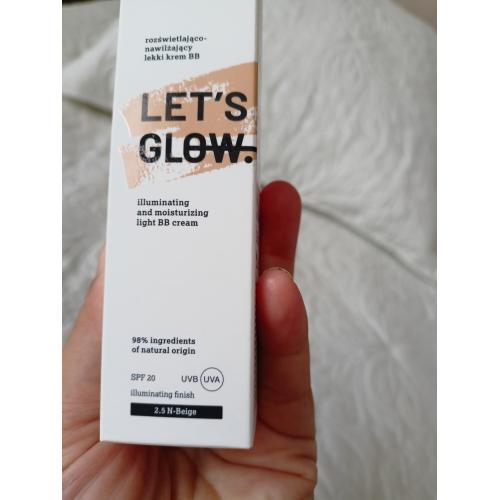 rozświetlająco-
nawilżający
lekki krem BB
LET'S
GLOW.
illuminating
and moisturizing
light BB cream
98% ingredients
of natural origin
SPF 20 UVB UVA
illuminating finish
2.5 N-Beige